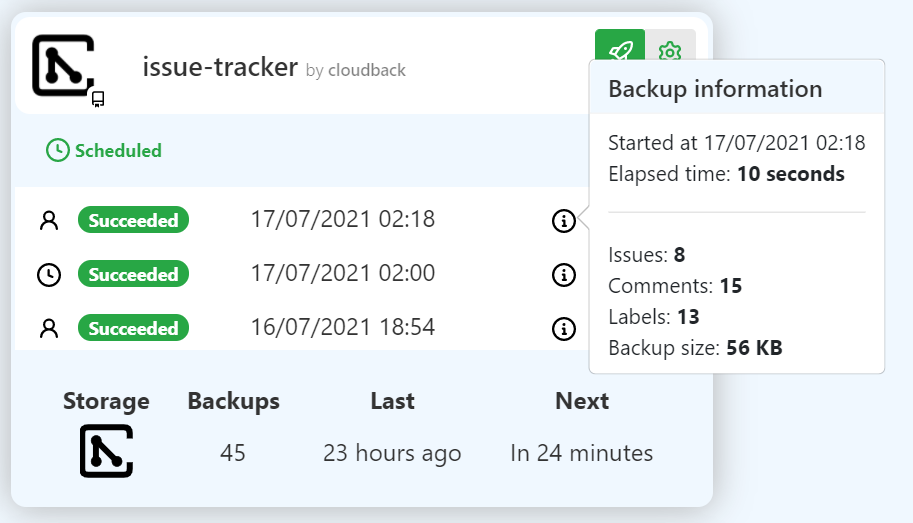 issue-tracker by cloudback
Scheduled
Succeeded 17/07/2021 02:18
Succeeded 17/07/2021 02:00
Succeeded 16/07/2021 18:54
Backup information
Started at 17/07/2021 02:18
Elapsed time: 10 seconds
Issues: 8
Comments: 15
Labels: 13
Backup size: 56 KB
Storage Backups Last Next
45 23 hours ago In 24 minutes